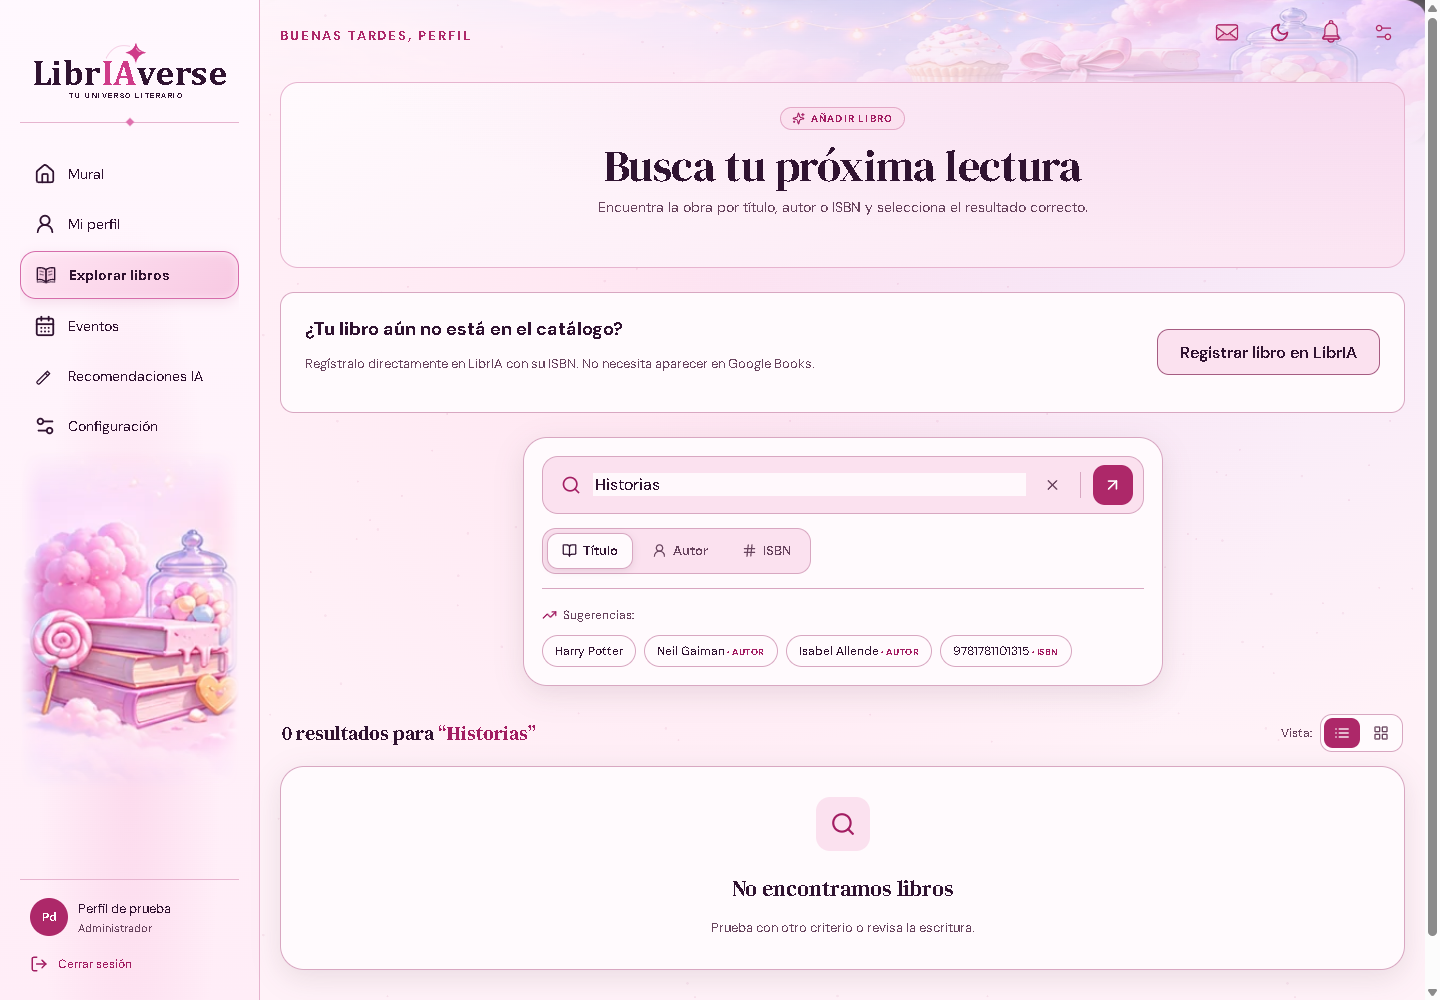 BUENAS TARDES, PERFIL
LibrIAverse
TU UNIVERSO LITERARIO
Mural
Mi perfil
Explorar libros
Eventos
Recomendaciones IA
Configuración
Perfil de prueba
Pd
Administrador
Cerrar sesión
AÑADIR LIBRO
Busca tu próxima lectura
Encuentra la obra por título, autor o ISBN y selecciona el resultado correcto.
¿Tu libro aún no está en el catálogo?
Regístralo directamente en LibrIA con su ISBN. No necesita aparecer en Google Books.
Registrar libro en LibrIA
Historias
Título Autor ISBN
Sugerencias:
Harry Potter Neil Gaiman · AUTOR Isabel Allende · AUTOR 9781781101315 · ISBN
0 resultados para “Historias”
Vista:
No encontramos libros
Prueba con otro criterio o revisa la escritura.